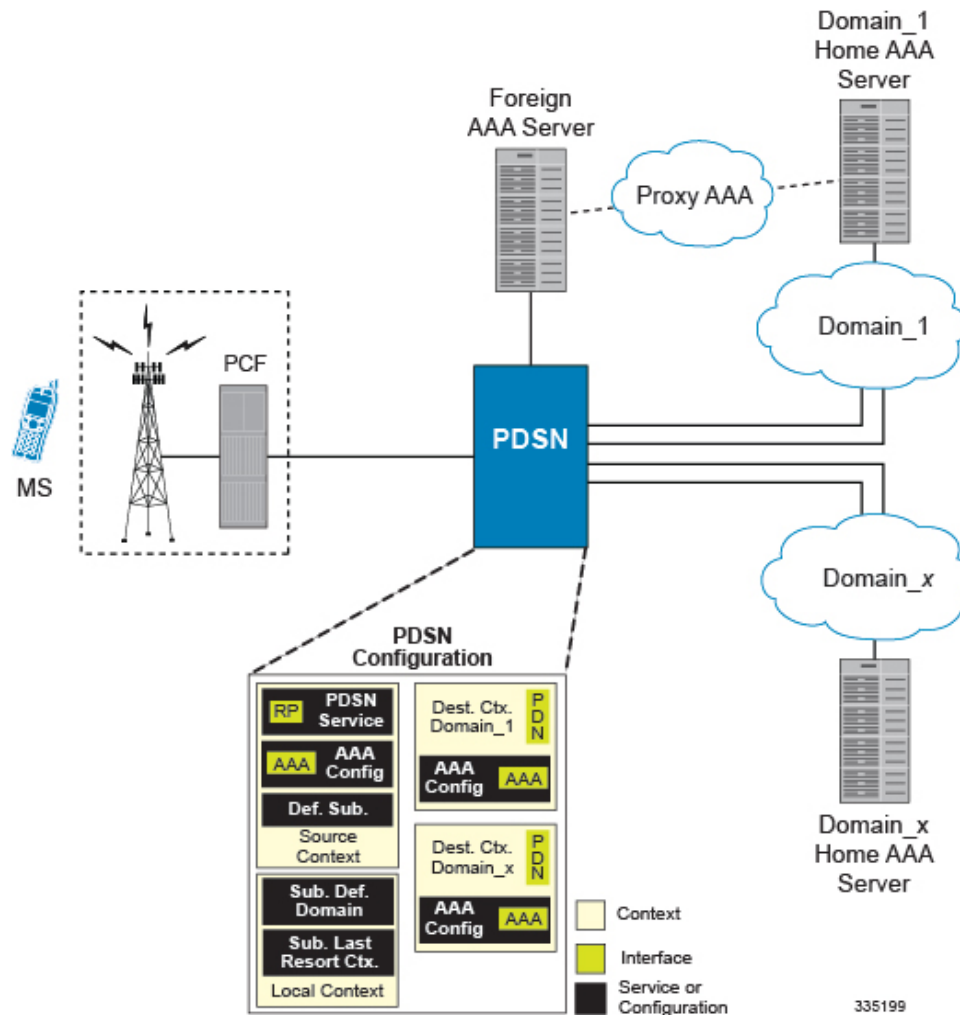 Domain_1
Home AAA
Server
Foreign
AAA Server
Proxy AAA
Domain_1
PCF
PDSN
MS
Domain_x
PDSN
Configuration
RP
PDSN
Service
AAA
AAA
Config
Def. Sub.
Source
Context
Sub. Def.
Domain
Sub. Last
Resort Ctx.
Local Context
Dest. Ctx.
Domain_1
PDN
AAA
Config
AAA
Dest. Ctx.
Domain_x
PDN
AAA
Config
AAA
Domain_x
Home AAA
Server
Context
Interface
Service or
Configuration
335199